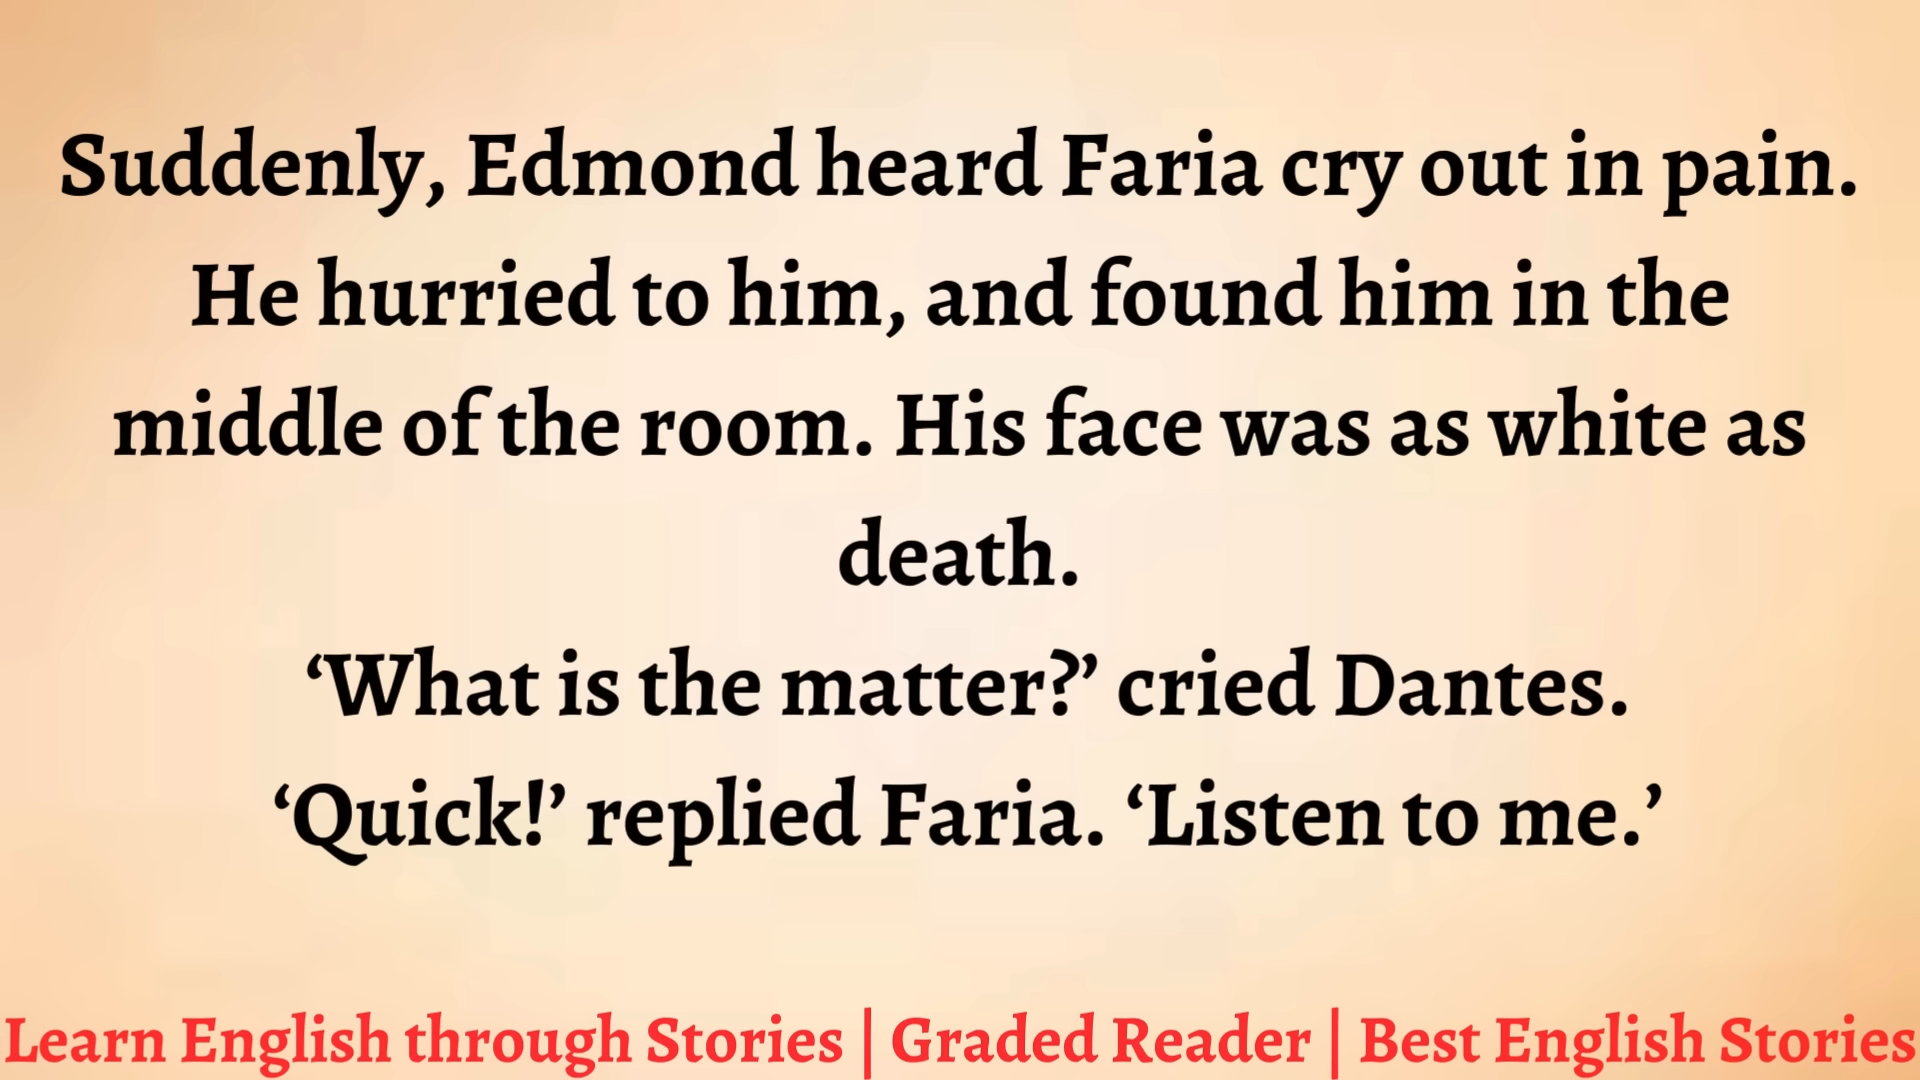 Suddenly, Edmond heard Faria cry out in pain.
He hurried to him, and found him in the
middle of the room. His face was as white as
death.
‘What is the matter?’ cried Dantes.
‘Quick!’ replied Faria. ‘Listen to me.’
Learn English through Stories | Graded Reader | Best English Stories